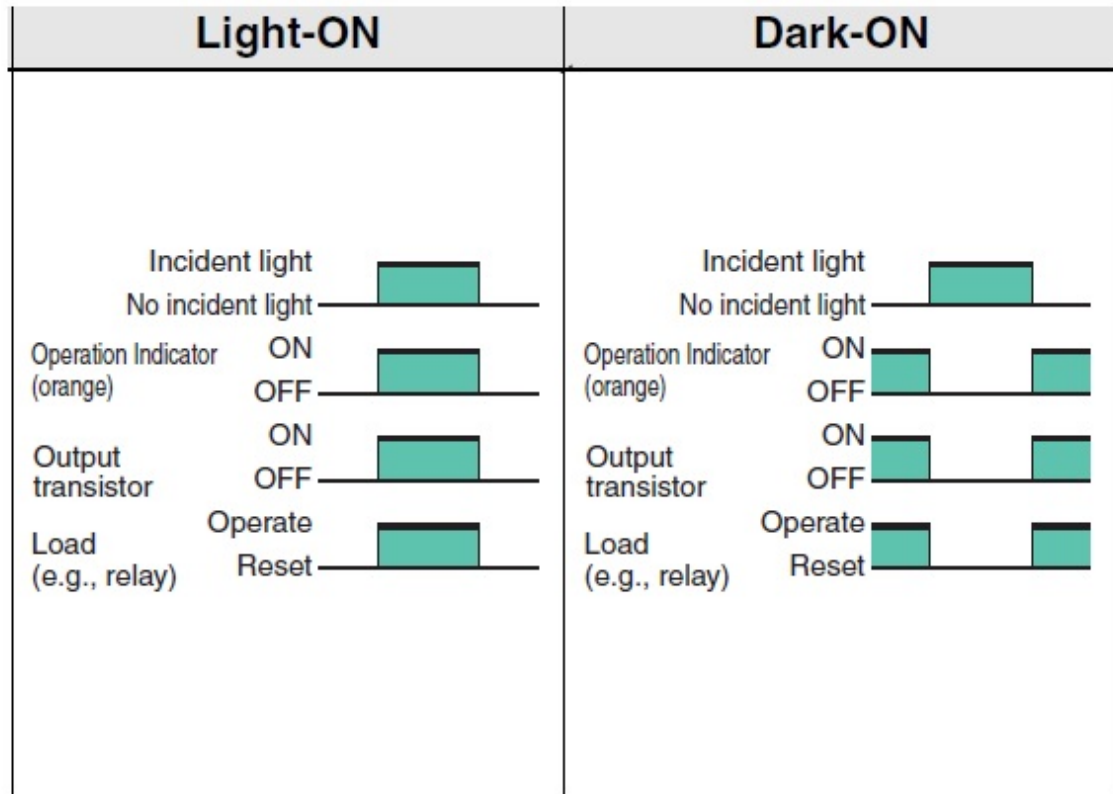 Light-ON
Incident light
No incident light
Operation Indicator
(orange)
ON
OFF
Output
transistor
ON
OFF
Load
(e.g., relay)
Operate
Reset
Dark-ON
Incident light
No incident light
Operation Indicator
(orange)
ON
OFF
Output
transistor
ON
OFF
Load
(e.g., relay)
Operate
Reset